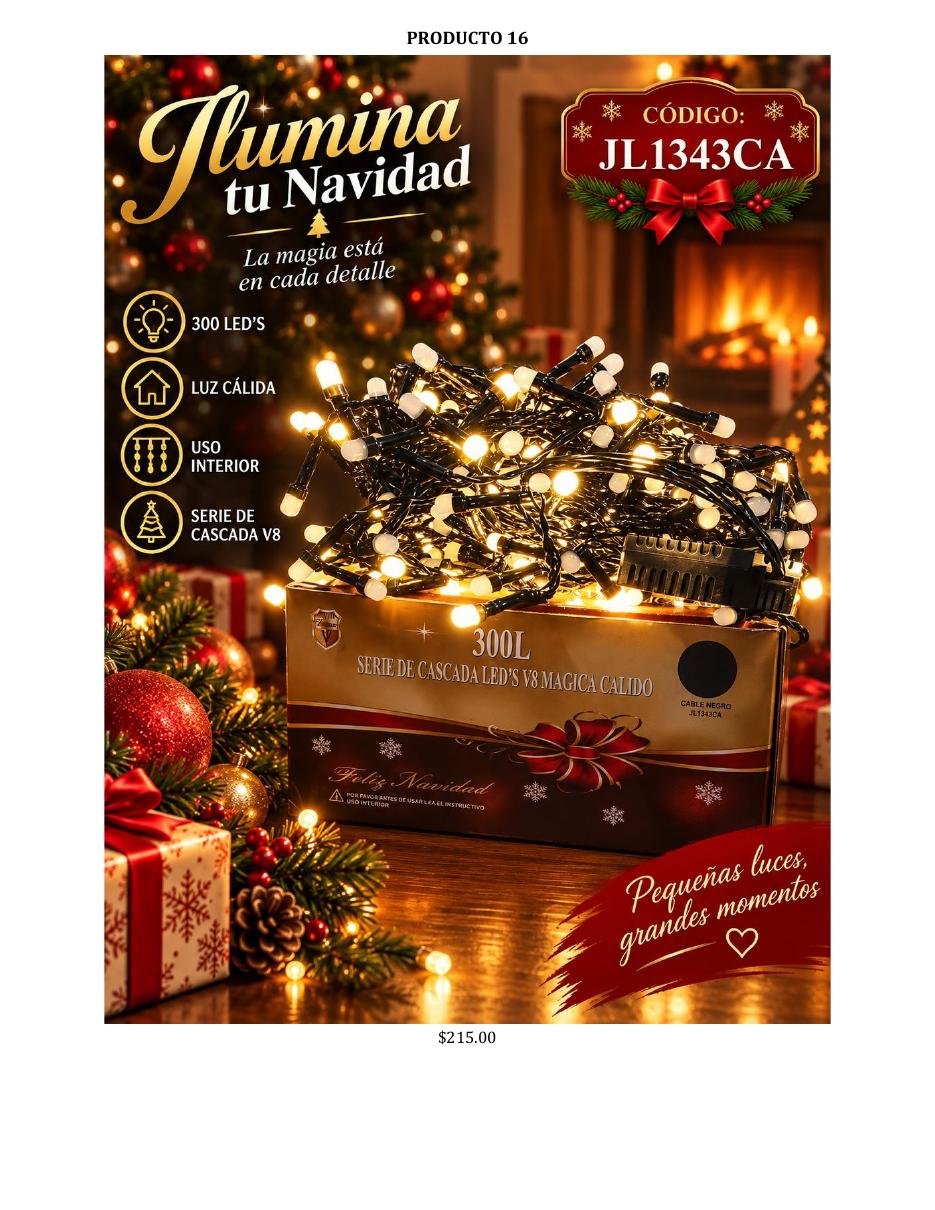 PRODUCTO 16
Ilumina
tu Navidad
La magia está
en cada detalle
CÓDIGO:
JL1343CA
300 LED'S
LUZ CÁLIDA
USO
INTERIOR
SERIE DE
CASCADA V8
300L
SERIE DE CASCADA LED'S V8 MAGICA CALIDO
CABLE NEGRO
JL1343CA
Feliz Navidad
POR FAVOR ANTES DE USAR LEA EL INSTRUCTIVO
USO INTERIOR
Pequeñas luces,
grandes momentos
$215.00